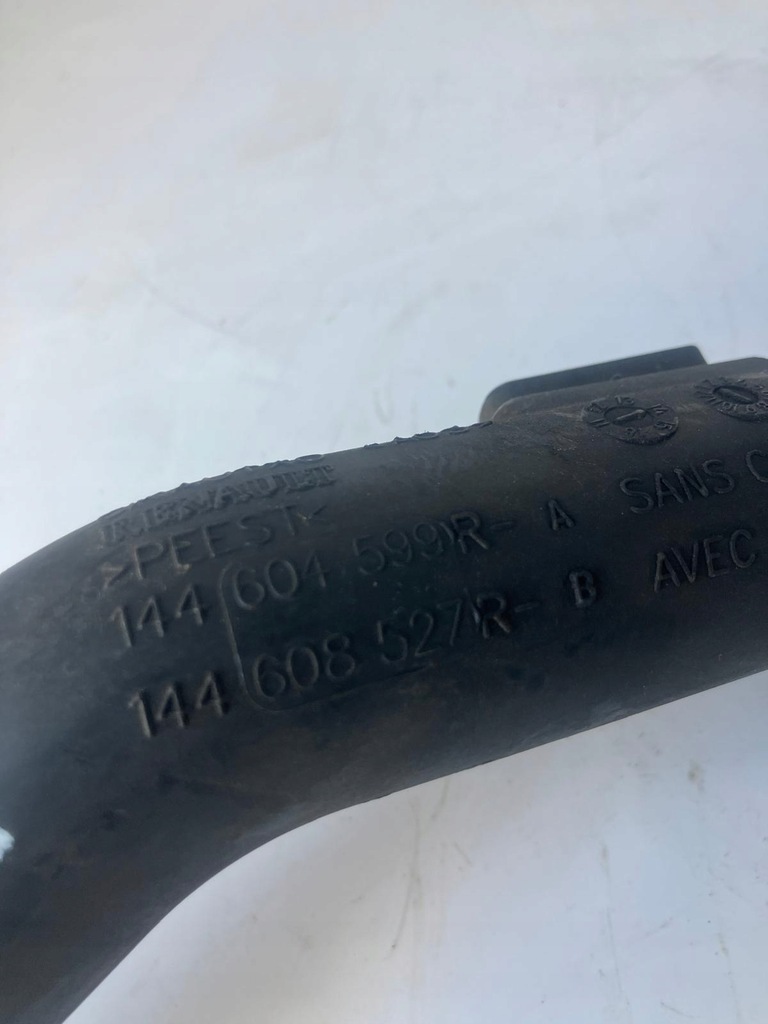 RENAULT
>PEEST<
144 604 599R- A SANS C
144 608 527R- B AVEC